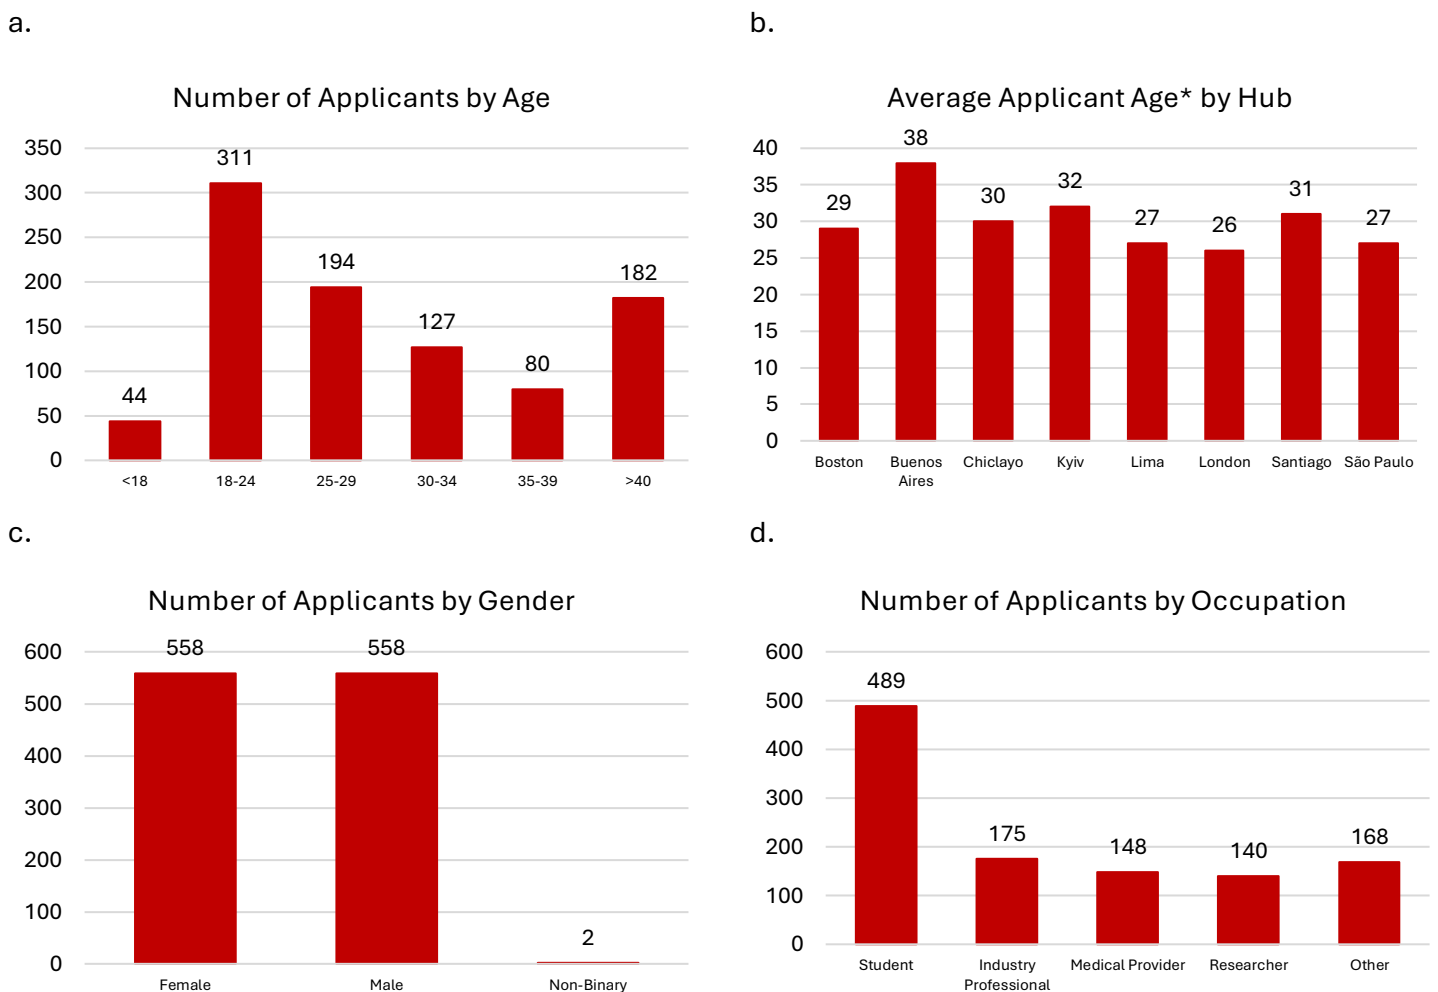 a.
Number of Applicants by Age
350
300
250
200
150
100
50
0
44
311
194
127
80
182
<18
18-24
25-29
30-34
35-39
>40
b.
Average Applicant Age* by Hub
40
35
30
25
20
15
10
5
0
29
38
30
32
27
26
31
27
Boston
Buenos
Aires
Chiclayo
Kyiv
Lima
London
Santiago
São Paulo
c.
Number of Applicants by Gender
600
500
400
300
200
100
0
558
558
2
Female
Male
Non-Binary
d.
Number of Applicants by Occupation
600
500
400
300
200
100
0
489
175
148
140
168
Student
Industry
Professional
Medical Provider
Researcher
Other